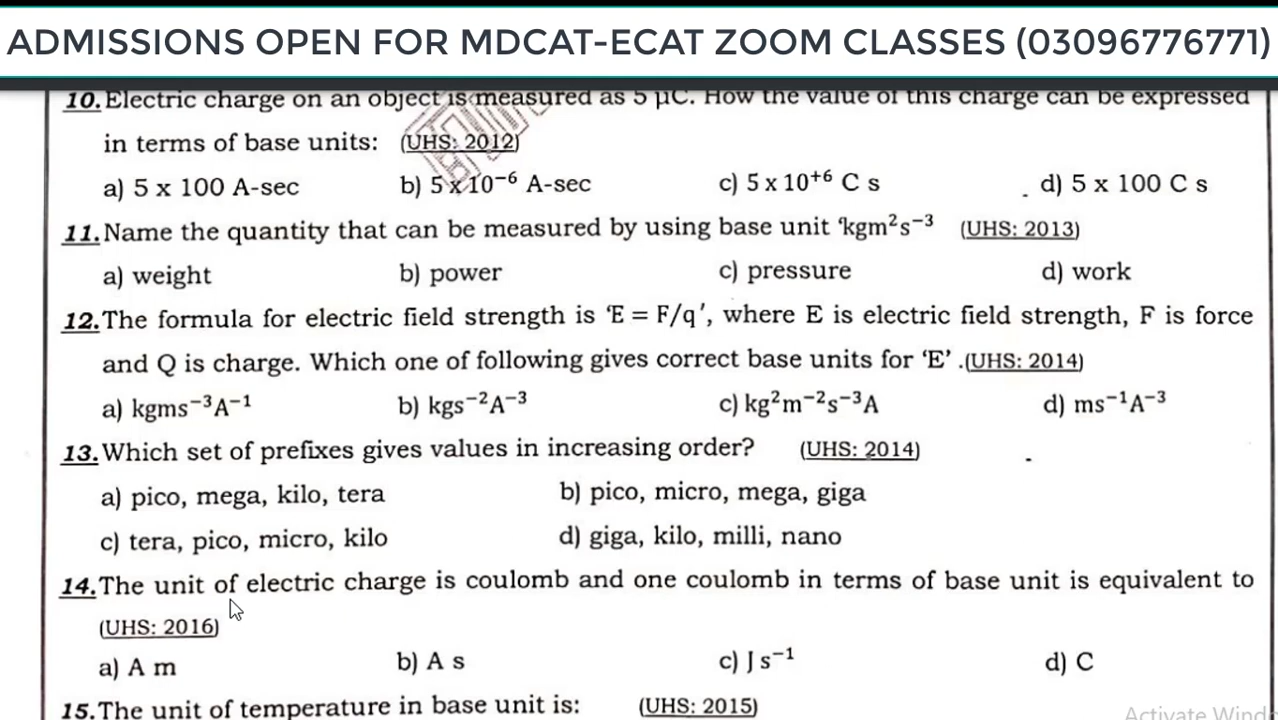 ADMISSIONS OPEN FOR MDCAT-ECAT ZOOM CLASSES (03096776771)
10. Electric charge on an object is measured as 5 µC. How the value of this charge can be expressed
in terms of base units: (UHS: 2012)
a) 5 x 100 A-sec b) 5 x 10⁻⁶ A-sec c) 5 x 10⁺⁶ C s d) 5 x 100 C s
11. Name the quantity that can be measured by using base unit ‘kgm²s⁻³ (UHS: 2013)
a) weight b) power c) pressure d) work
12. The formula for electric field strength is ‘E = F/q’, where E is electric field strength, F is force
and Q is charge. Which one of following gives correct base units for ‘E’ .(UHS: 2014)
a) kgms⁻³A⁻¹ b) kgs⁻²A⁻³ c) kg²m⁻²s⁻³A d) ms⁻¹A⁻³
13. Which set of prefixes gives values in increasing order? (UHS: 2014)
a) pico, mega, kilo, tera b) pico, micro, mega, giga
c) tera, pico, micro, kilo d) giga, kilo, milli, nano
14. The unit of electric charge is coulomb and one coulomb in terms of base unit is equivalent to
(UHS: 2016)
a) A m b) A s c) J s⁻¹ d) C
15. The unit of temperature in base unit is: (UHS: 2015)